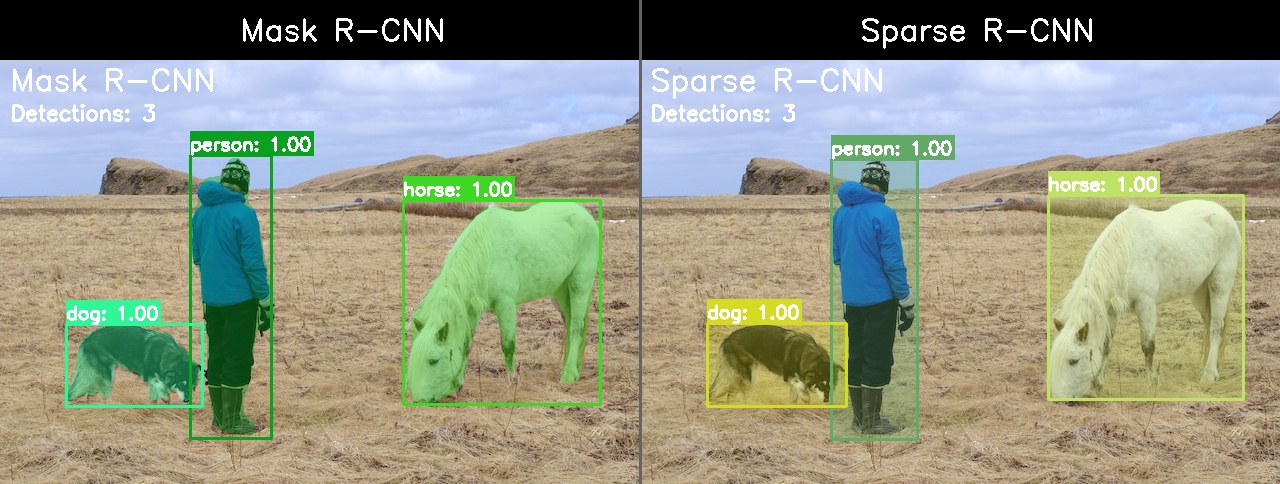 Mask R-CNN
Mask R-CNN
Detections: 3
person: 1.00
horse: 1.00
dog: 1.00
Sparse R-CNN
Sparse R-CNN
Detections: 3
person: 1.00
horse: 1.00
dog: 1.00